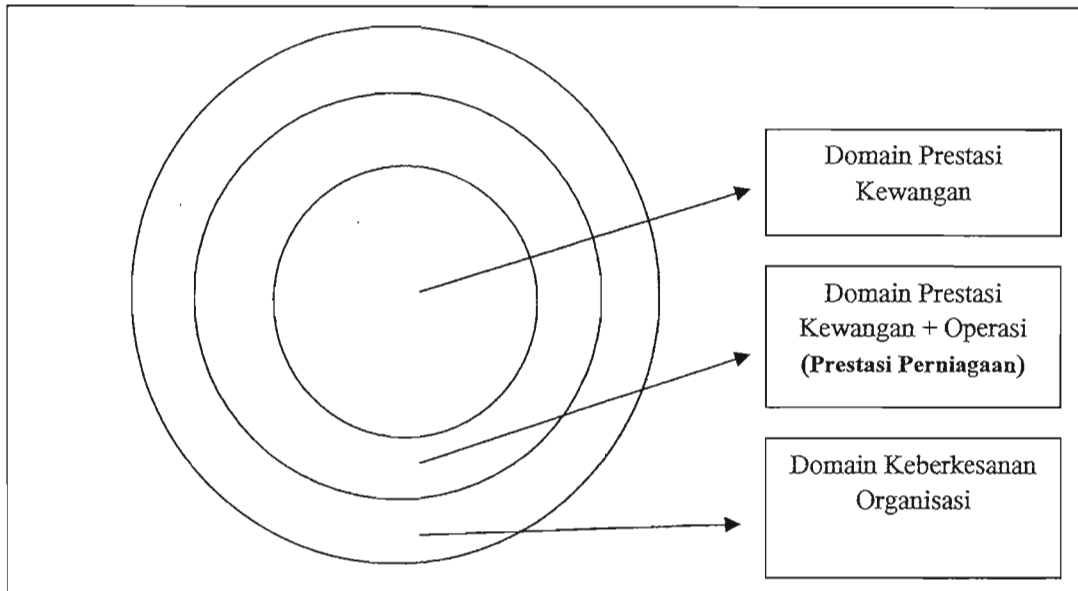 Domain Prestasi
Kewangan
Domain Prestasi
Kewangan + Operasi
(Prestasi Perniagaan)
Domain Keberkesanan
Organisasi